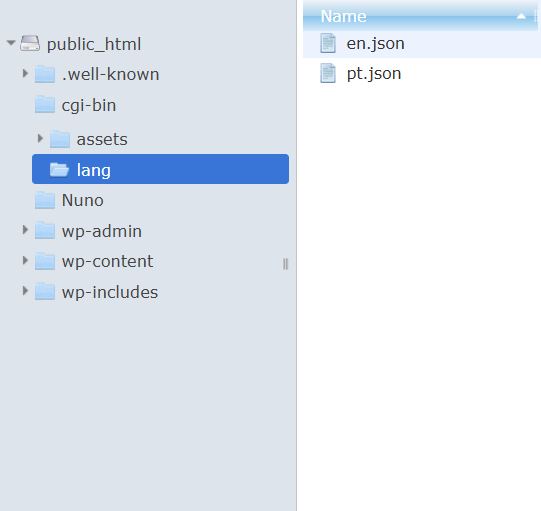 public_html
.well-known
cgi-bin
assets
lang
Nuno
wp-admin
wp-content
wp-includes
Name
en.json
pt.json